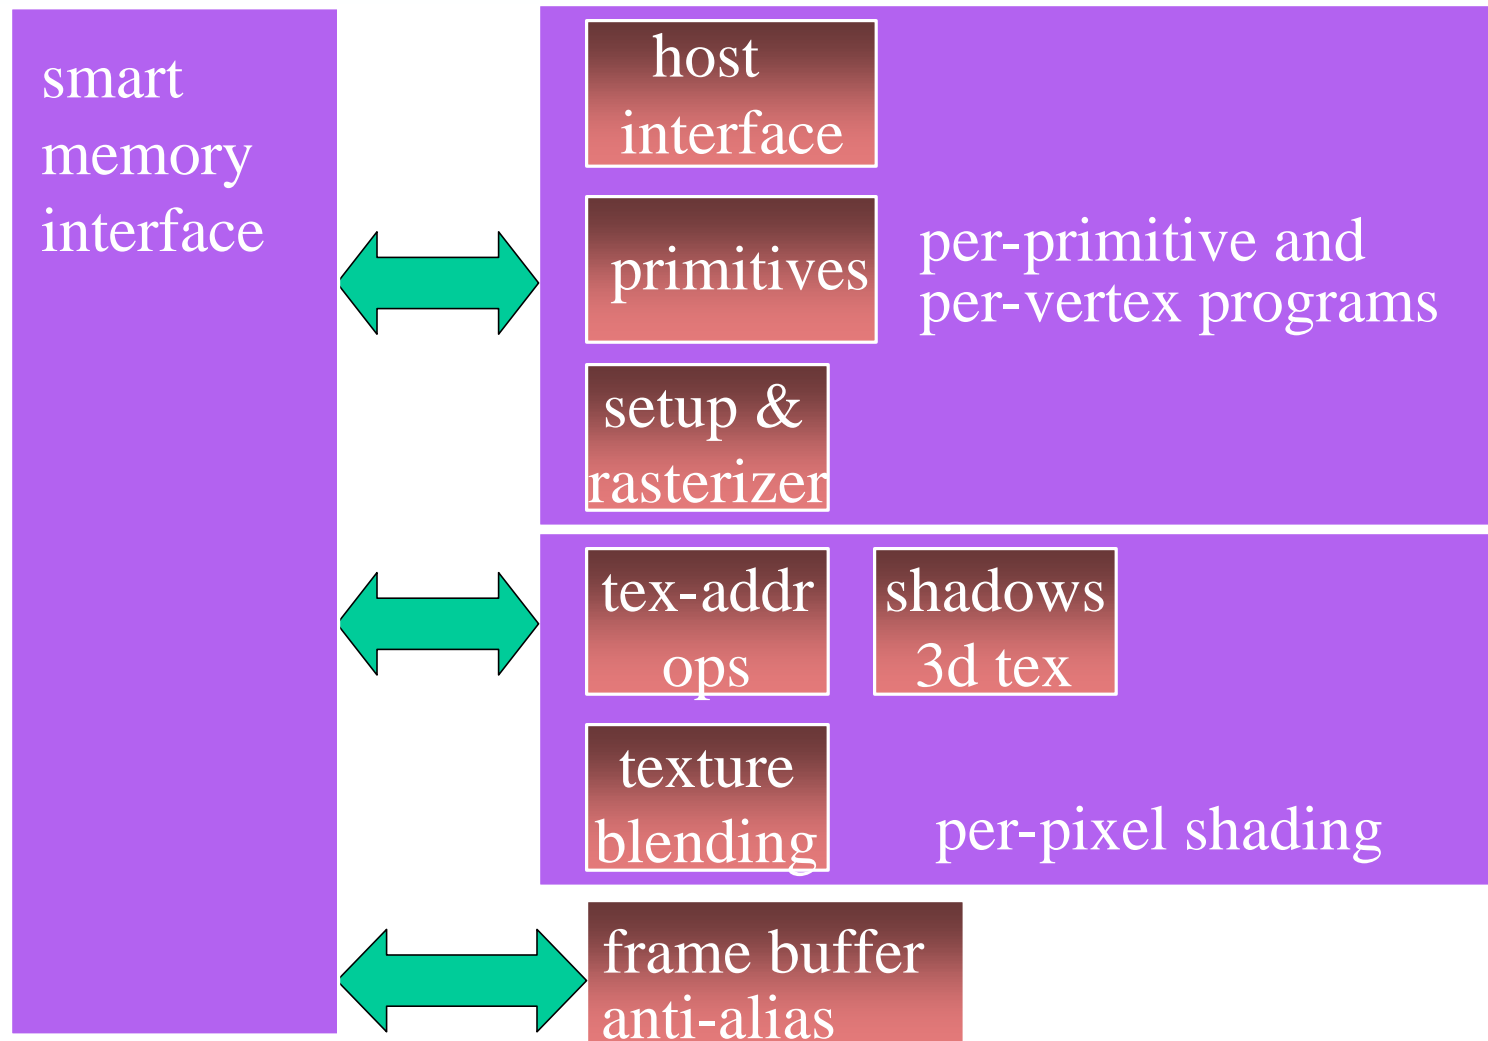 smart
memory
interface
host
interface
primitives
per-primitive and
per-vertex programs
setup &
rasterizer
tex-addr
ops
shadows
3d tex
texture
blending
per-pixel shading
frame buffer
anti-alias